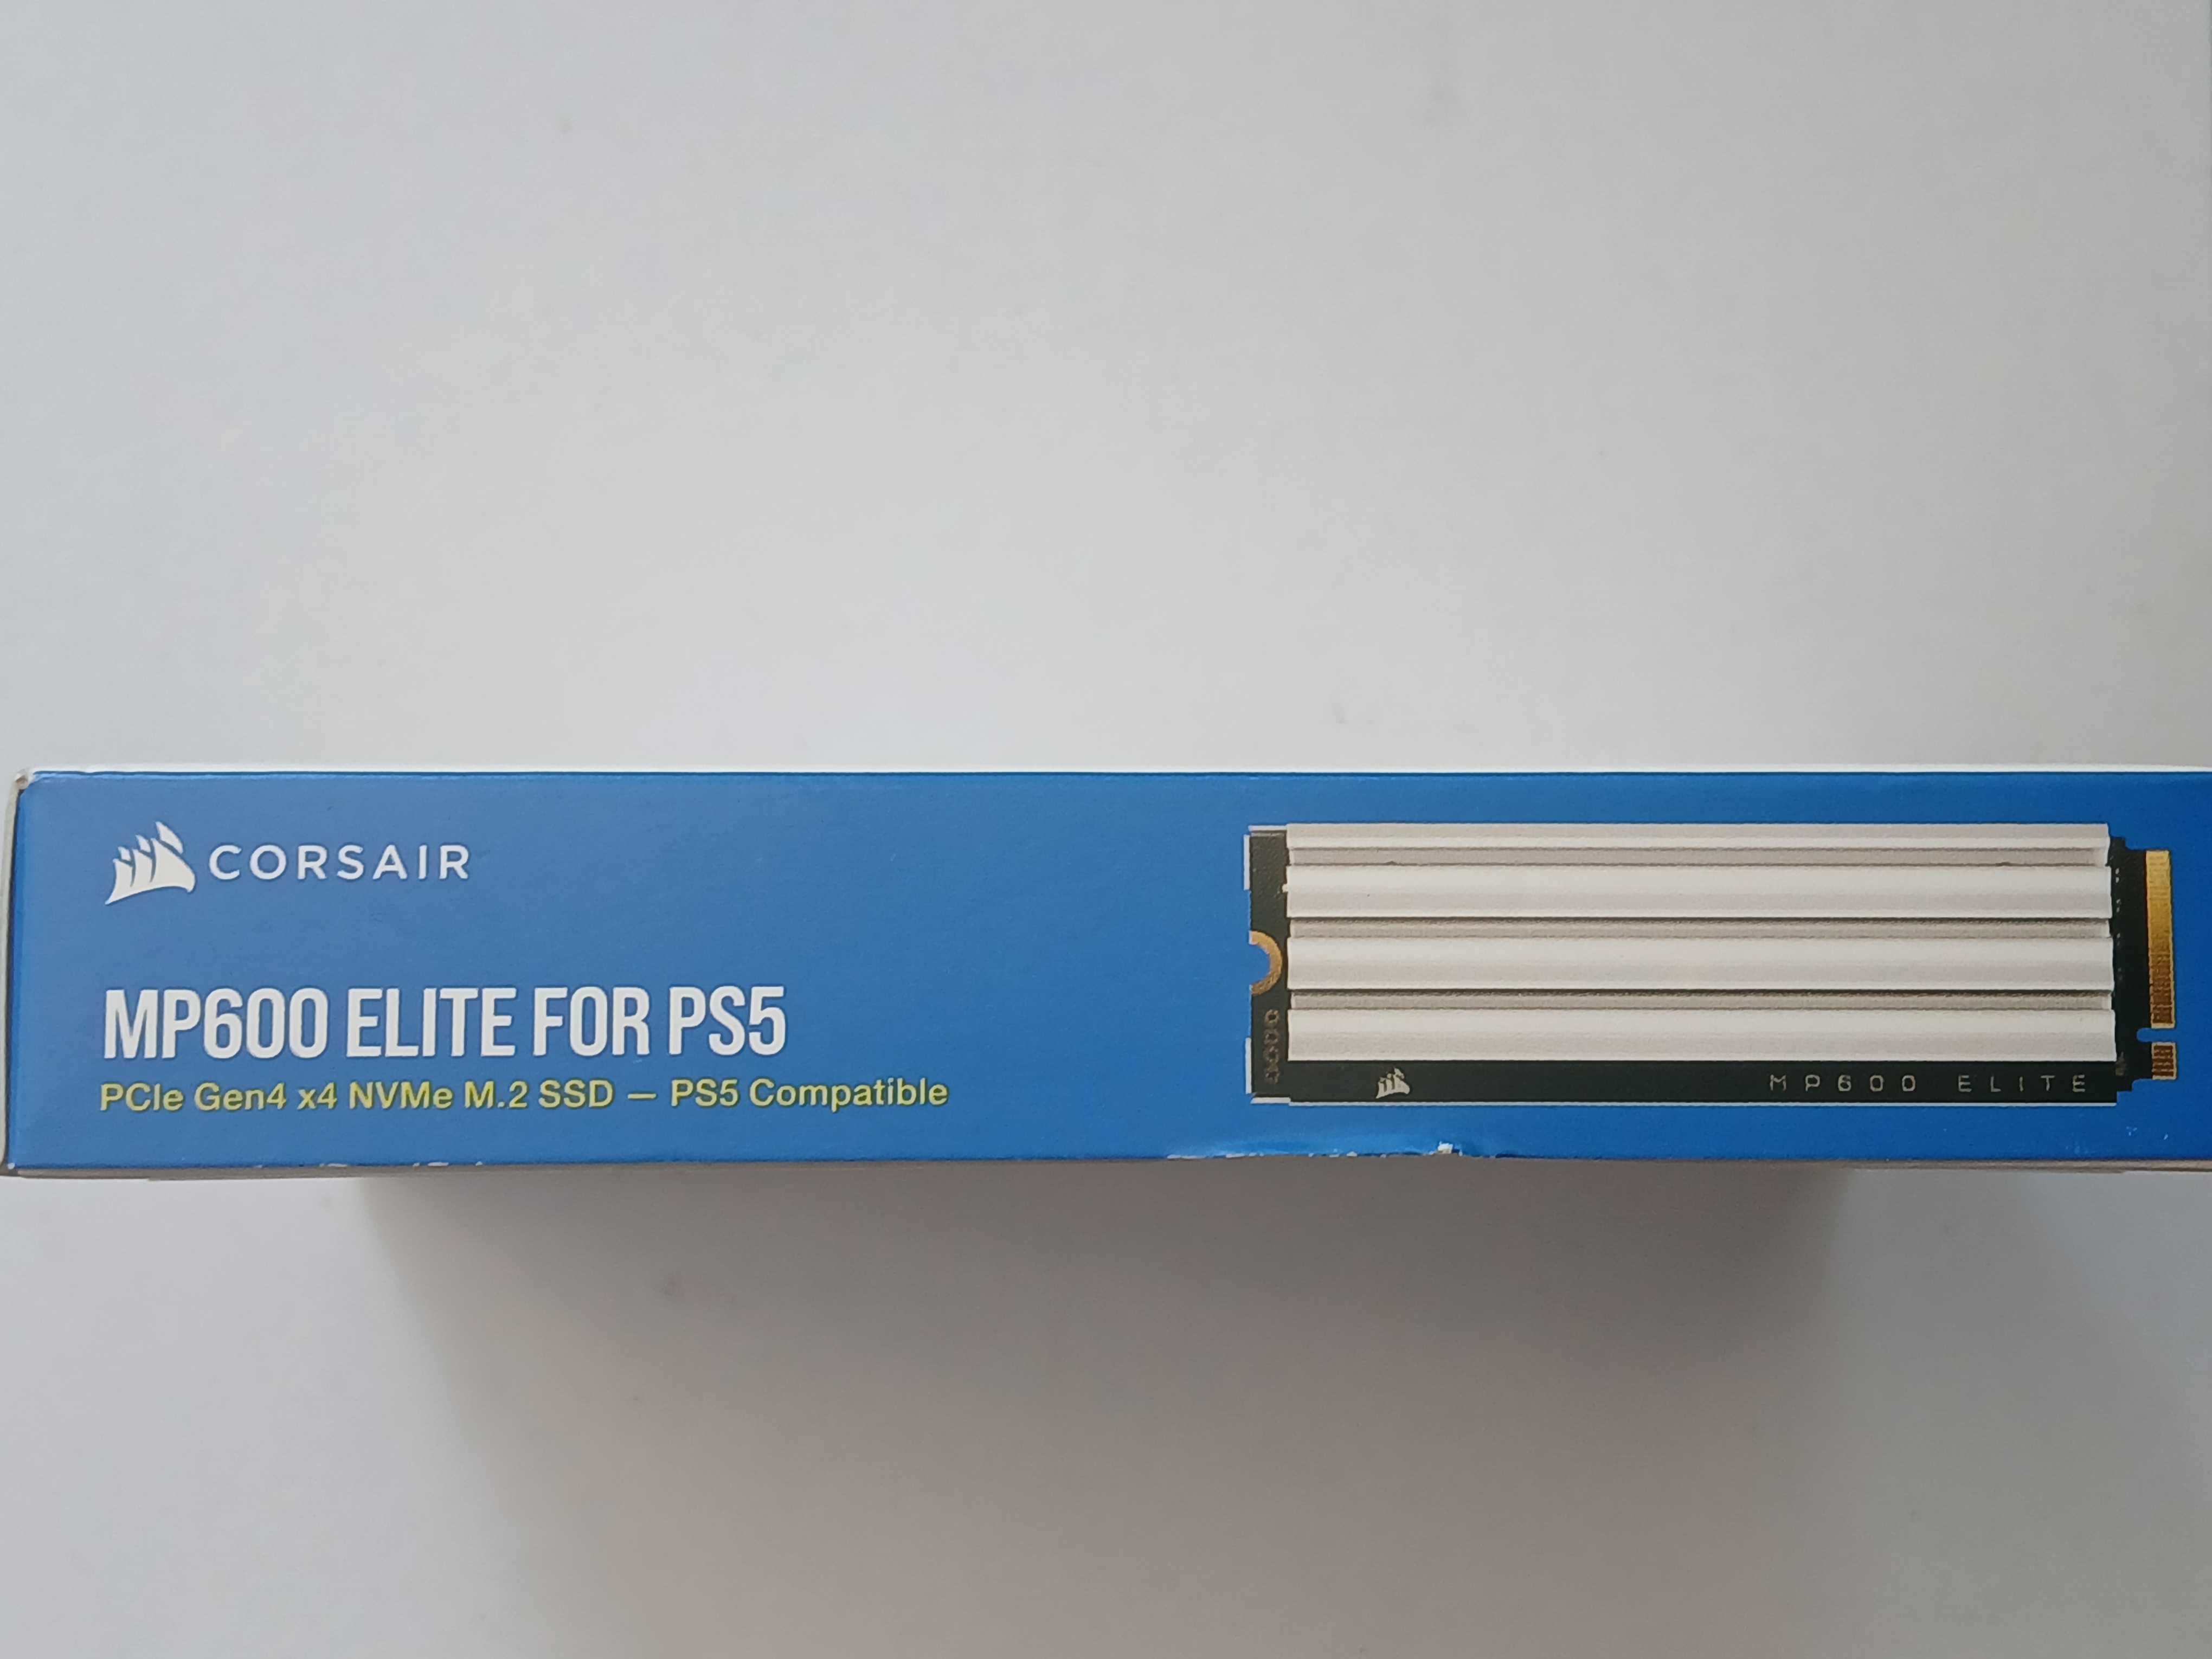 CORSAIR
MP600 ELITE FOR PS5
PCIe Gen4 x4 NVMe M.2 SSD — PS5 Compatible
MP600 ELITE